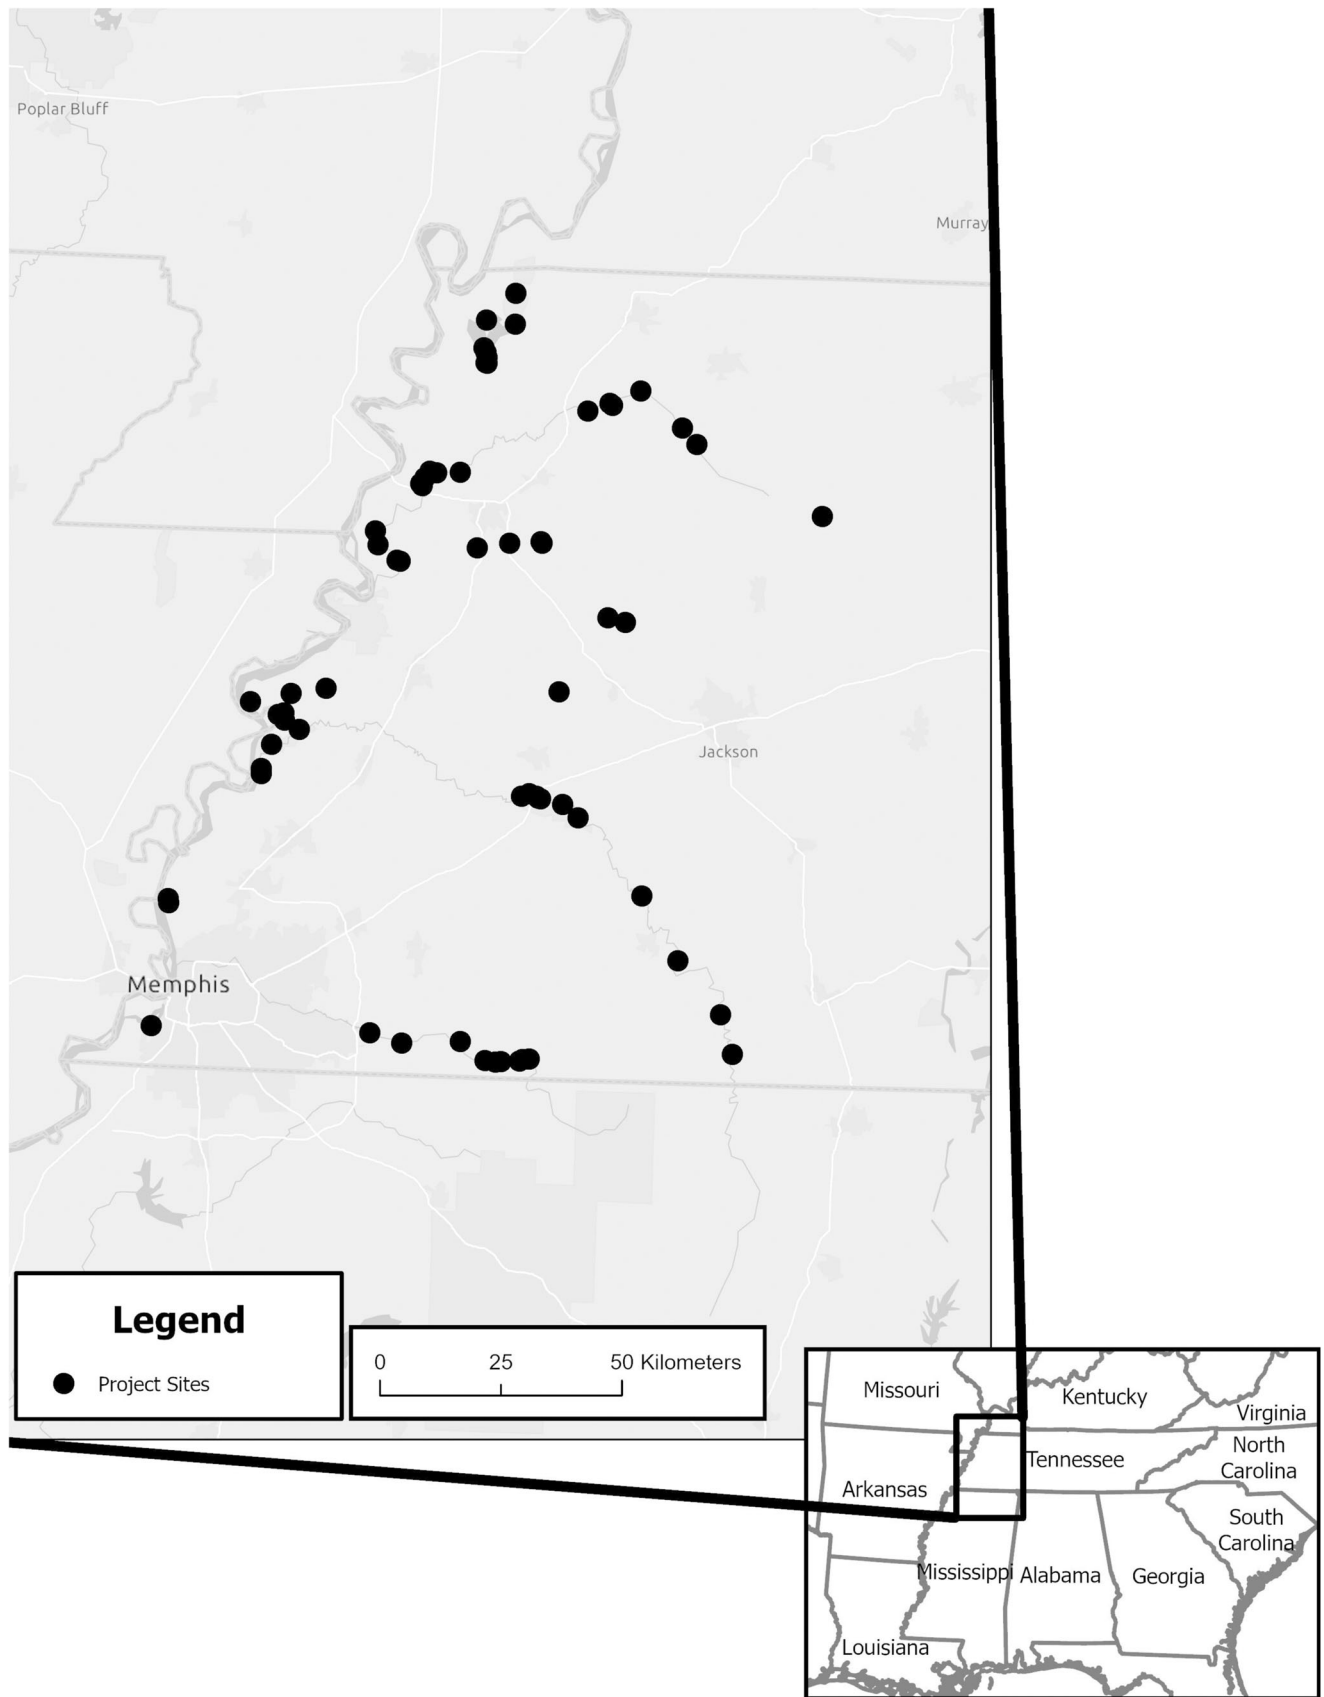 Poplar Bluff
Murray
Jackson
Memphis
Legend
Project Sites
0 25 50 Kilometers
Missouri
Kentucky
Virginia
Tennessee
North
Carolina
Arkansas
South
Carolina
Mississippi
Alabama
Georgia
Louisiana